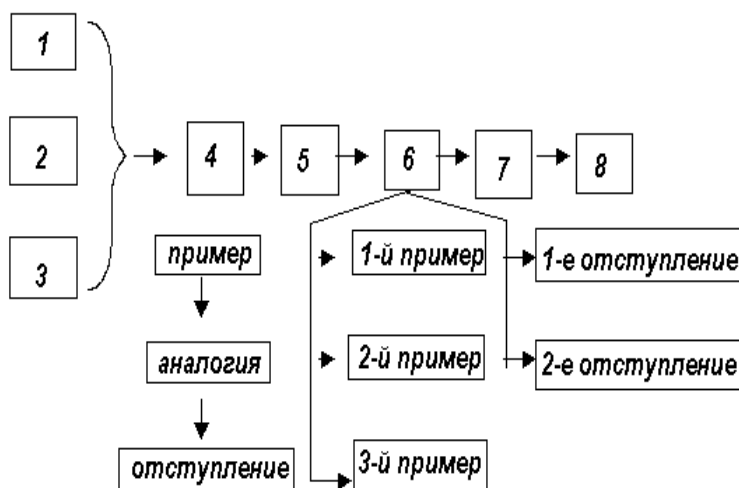 1
2
3
4
5
6
7
8
пример
аналогия
отступление
1-й пример
2-й пример
3-й пример
1-е отступление
2-е отступление